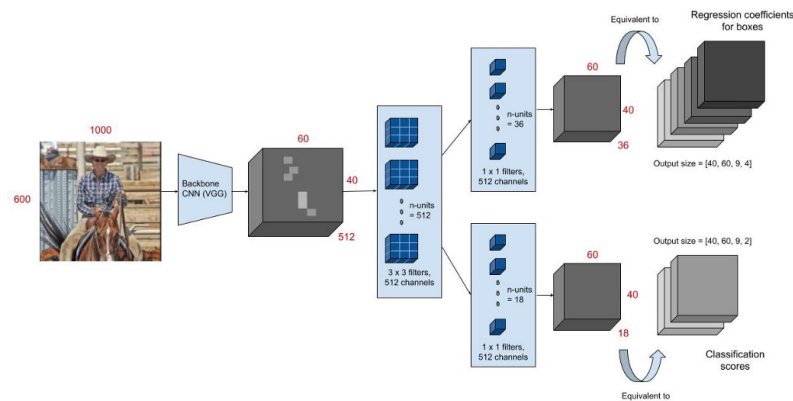 1000
600
Backbone
CNN (VGG)
60
40
512
n-units
= 512
3 x 3 filters,
512 channels
n-units
= 36
1 x 1 filters,
512 channels
60
40
36
Equivalent to
Regression coefficients
for boxes
Output size = [40, 60, 9, 4]
n-units
= 18
1 x 1 filters,
512 channels
60
40
18
Output size = [40, 60, 9, 2]
Classification
scores
Equivalent to